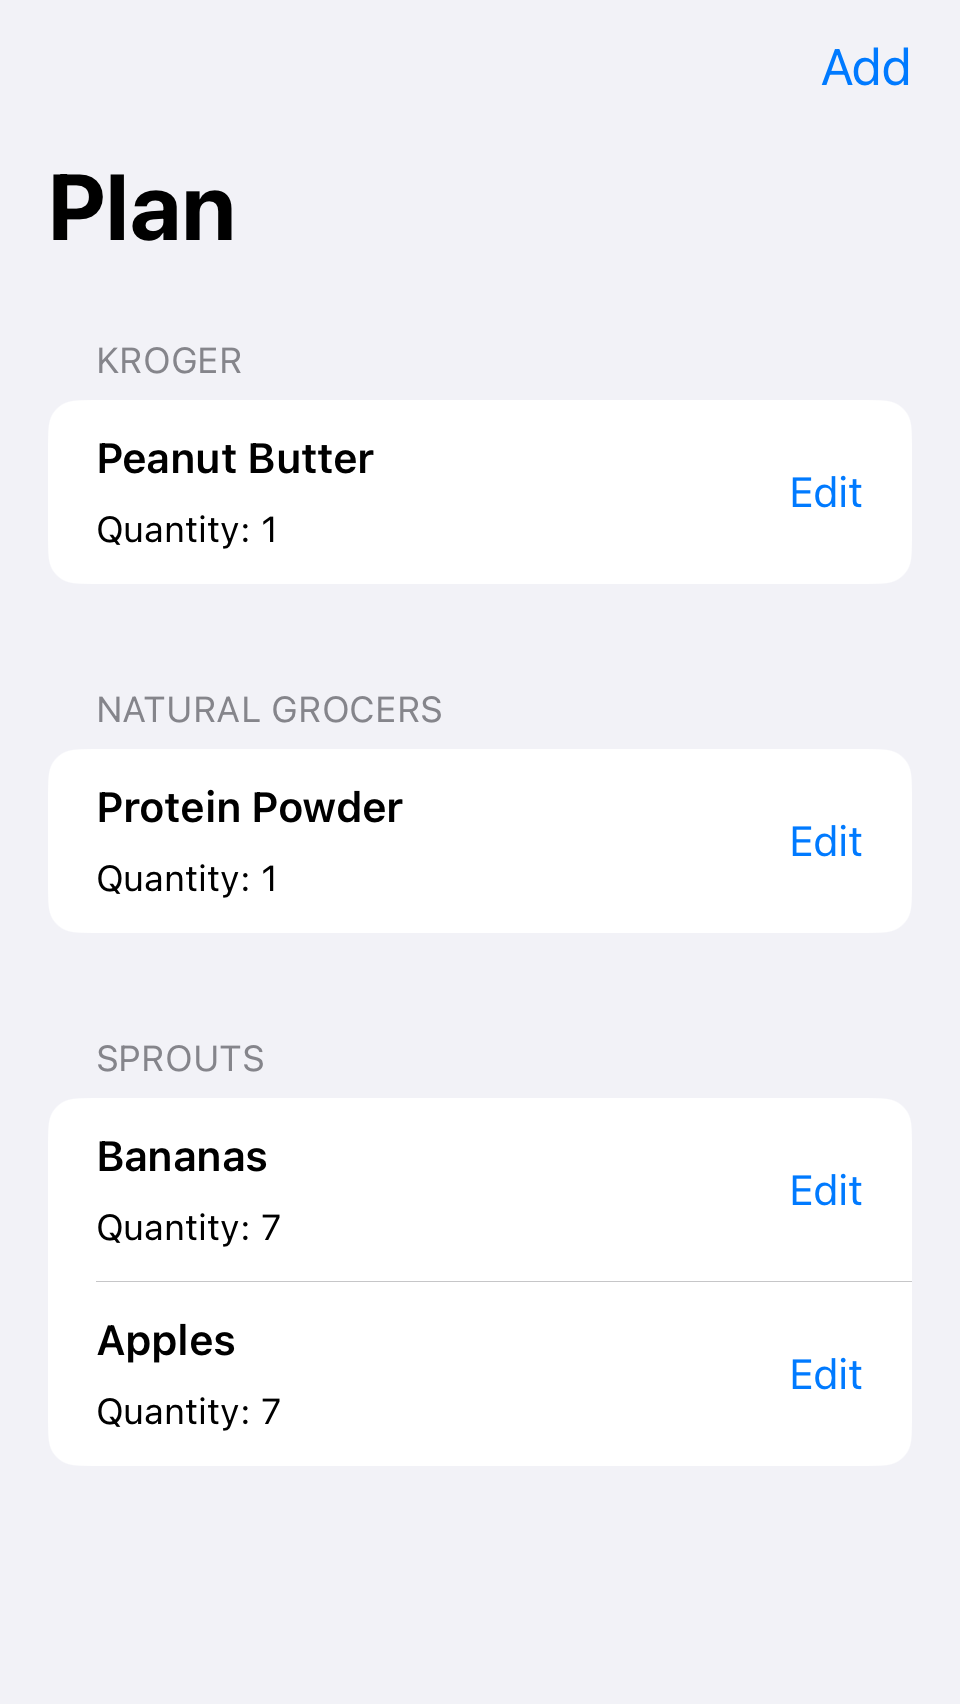 Add
Plan
KROGER
Peanut Butter
Edit
Quantity: 1
NATURAL GROCERS
Protein Powder
Edit
Quantity: 1
SPROUTS
Bananas
Edit
Quantity: 7
Apples
Edit
Quantity: 7